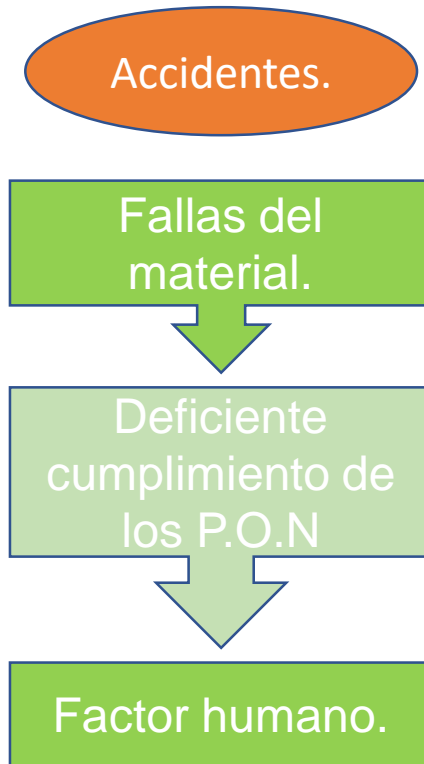 Accidentes.
Fallas del
material.
Deficiente
cumplimiento de
los P.O.N
Factor humano.